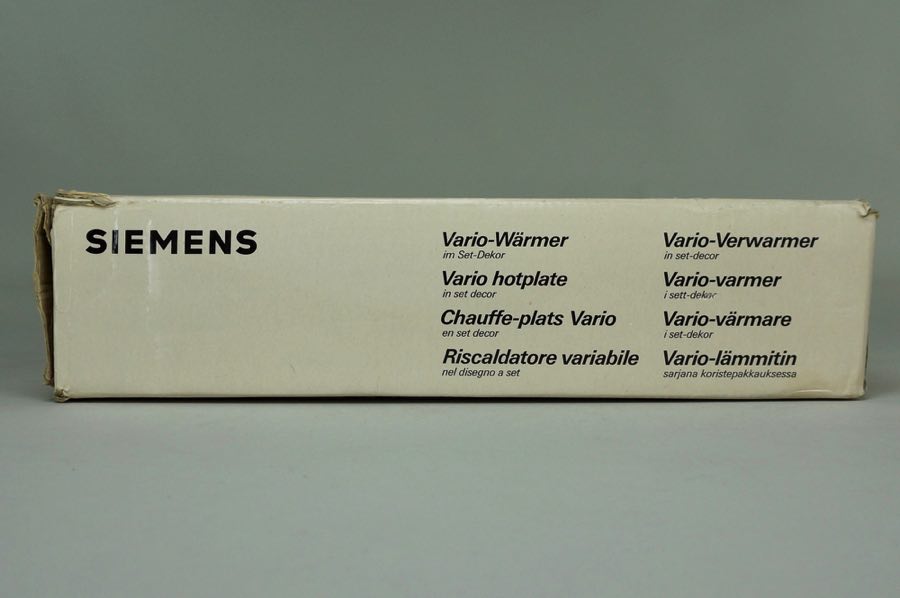 SIEMENS
Vario-Wärmer
im Set-Dekor
Vario hotplate
in set decor
Chauffe-plats Vario
en set decor
Riscaldatore variabile
nel disegno a set
Vario-Verwarmer
in set-decor
Vario-varmer
i sett-dekor
Vario-värmare
i set-dekor
Vario-lämmitin
sarjana koristepakkauksessa